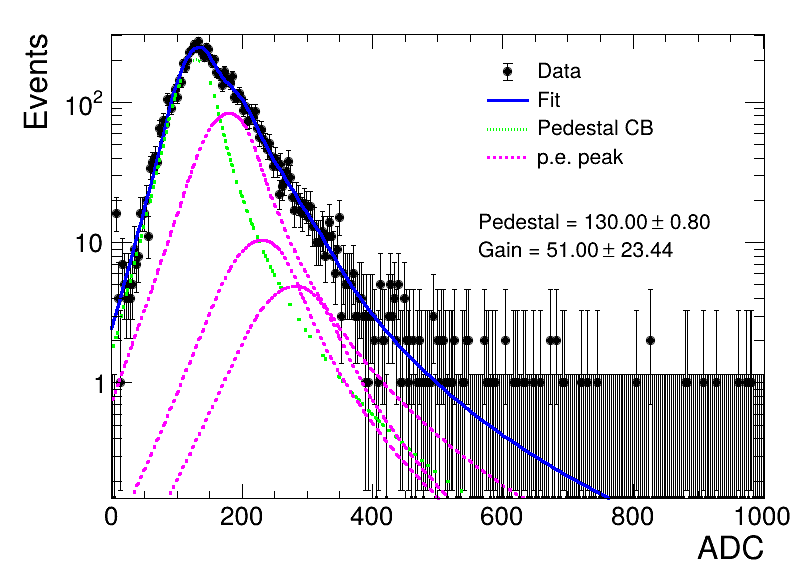 Events
10²
10
1
Data
Fit
Pedestal CB
p.e. peak
Pedestal = 130.00 ± 0.80
Gain = 51.00 ± 23.44
0 200 400 600 800 1000
ADC